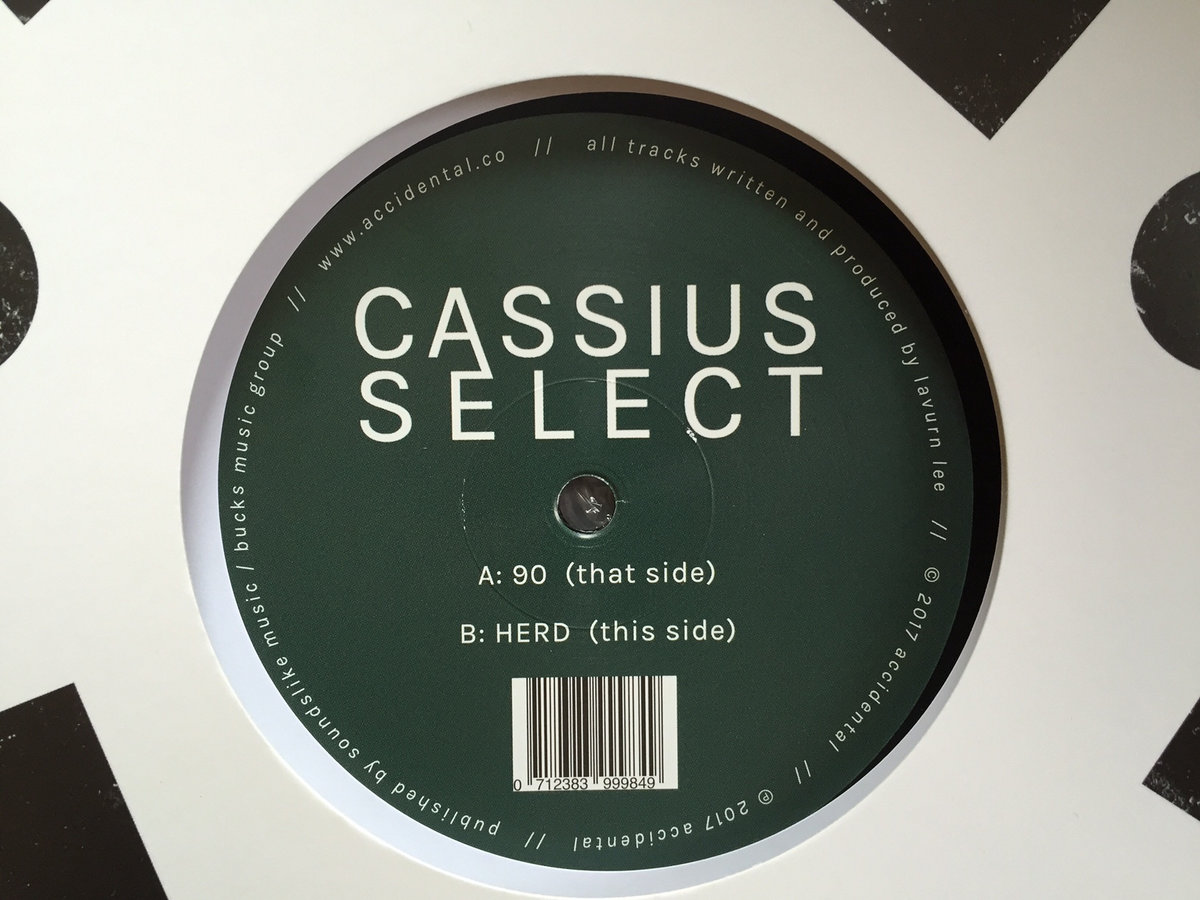 CASSIUS
SELECT
A: 90 (that side)
B: HERD (this side)
0 712383 999849
www.accidental.co // all tracks written and produced by lavurn lee // © 2017 accidental // ℗ 2017 accidental // published by soundslike music / bucks music group //